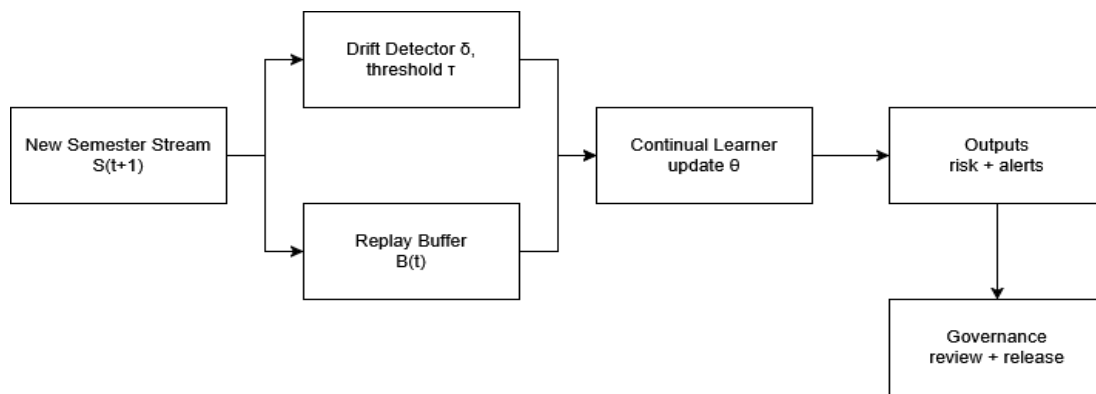 New Semester Stream
S(t+1)
Drift Detector δ,
threshold τ
Replay Buffer
B(t)
Continual Learner
update θ
Outputs
risk + alerts
Governance
review + release